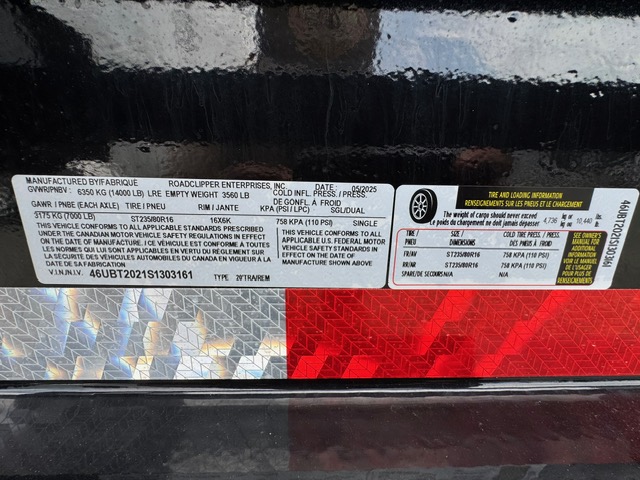 MANUFACTURED BY/FABRIQUE ROADCLIPPER ENTERPRISES, INC. DATE: 05/2025
GVWR/PNBV: 6350 KG (14000 LB) LRE EMPTY WEIGHT 3560 LB COLD INFL. PRESS./PRESS.
GAWR / PNBE (EACH AXLE) TIRE / PNEU RIM / JANTE KPA (PSI / LPC) DE GONFL. À FROID SGL/DUAL
3175 KG (7000 LB) ST235/80R16 16X6K 758 KPA (110 PSI) SINGLE
THIS VEHICLE CONFORMS TO ALL APPLICABLE STANDARDS PRESCRIBED
UNDER THE CANADIAN MOTOR VEHICLE SAFETY REGULATIONS IN EFFECT ON
THE DATE OF MANUFACTURE / CE VÉHICULE EST CONFORME À TOUTES
LES NORMES QUI LUI SONT APPLICABLES EN VERTU DU RÈGLEMENT SUR
LA SÉCURITÉ DES VÉHICULES AUTOMOBILES DU CANADA EN VIGUEUR À LA
DATE DE SA FABRICATION
THIS VEHICLE CONFORMS TO ALL
APPLICABLE U.S. FEDERAL MOTOR
VEHICLE SAFETY STANDARDS IN
EFFECT ON THE DATE OF
MANUFACTURE SHOWN ABOVE.
V.I.N./N.I.V. 46UBT2021S1303161 TYPE 29'TRA/REM
TIRE AND LOADING INFORMATION
RENSEIGNEMENTS SUR LES PNEUS ET LE CHARGEMENT
The weight of cargo should never exceed
Le poids du chargement ne doit jamais dépasser
4,736 kg 10,440 lb
TIRE / PNEU
SIZE / DIMENSIONS
COLD TIRE PRESS. / PRESS. DES PNEUS À FROID
FR/AV ST235/80R16 758 KPA (110 PSI)
RR/AR ST235/80R16 758 KPA (110 PSI)
SPARE/DE SECOURS N/A N/A
SEE OWNER'S
MANUAL FOR
ADDITIONAL
INFORMATION
VOIR LE MANUEL
DE L'USAGER
POUR PLUS DE
RENSEIGNEMENTS
46UBT2021S1303161